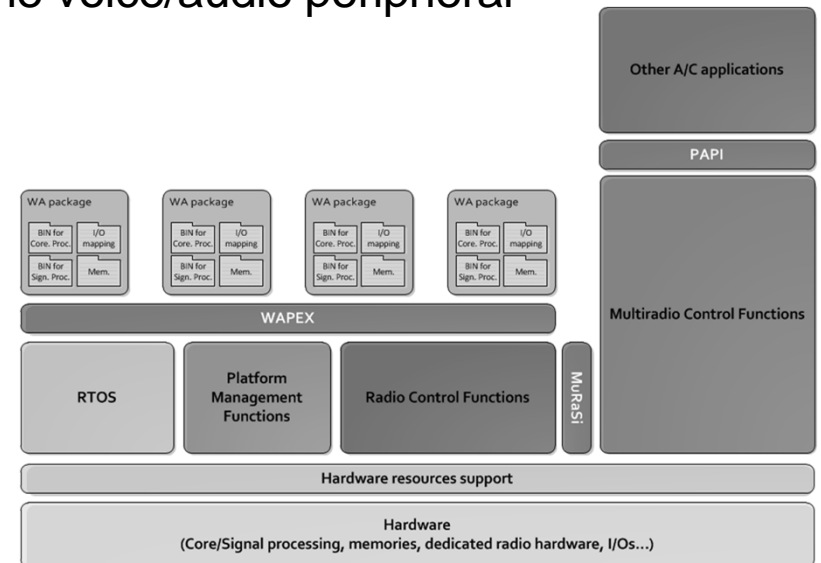 voice/audio peripheral
Other A/C applications
PAPI
WA package
BIN for
Core. Proc.
I/O
mapping
BIN for
Sign. Proc.
Mem.
WA package
BIN for
Core. Proc.
I/O
mapping
BIN for
Sign. Proc.
Mem.
WA package
BIN for
Core. Proc.
I/O
mapping
BIN for
Sign. Proc.
Mem.
WA package
BIN for
Core. Proc.
I/O
mapping
BIN for
Sign. Proc.
Mem.
WAPEX
Multiradio Control Functions
RTOS
Platform
Management
Functions
Radio Control Functions
MuRaSi
Hardware resources support
Hardware
(Core/Signal processing, memories, dedicated radio hardware, I/Os...)